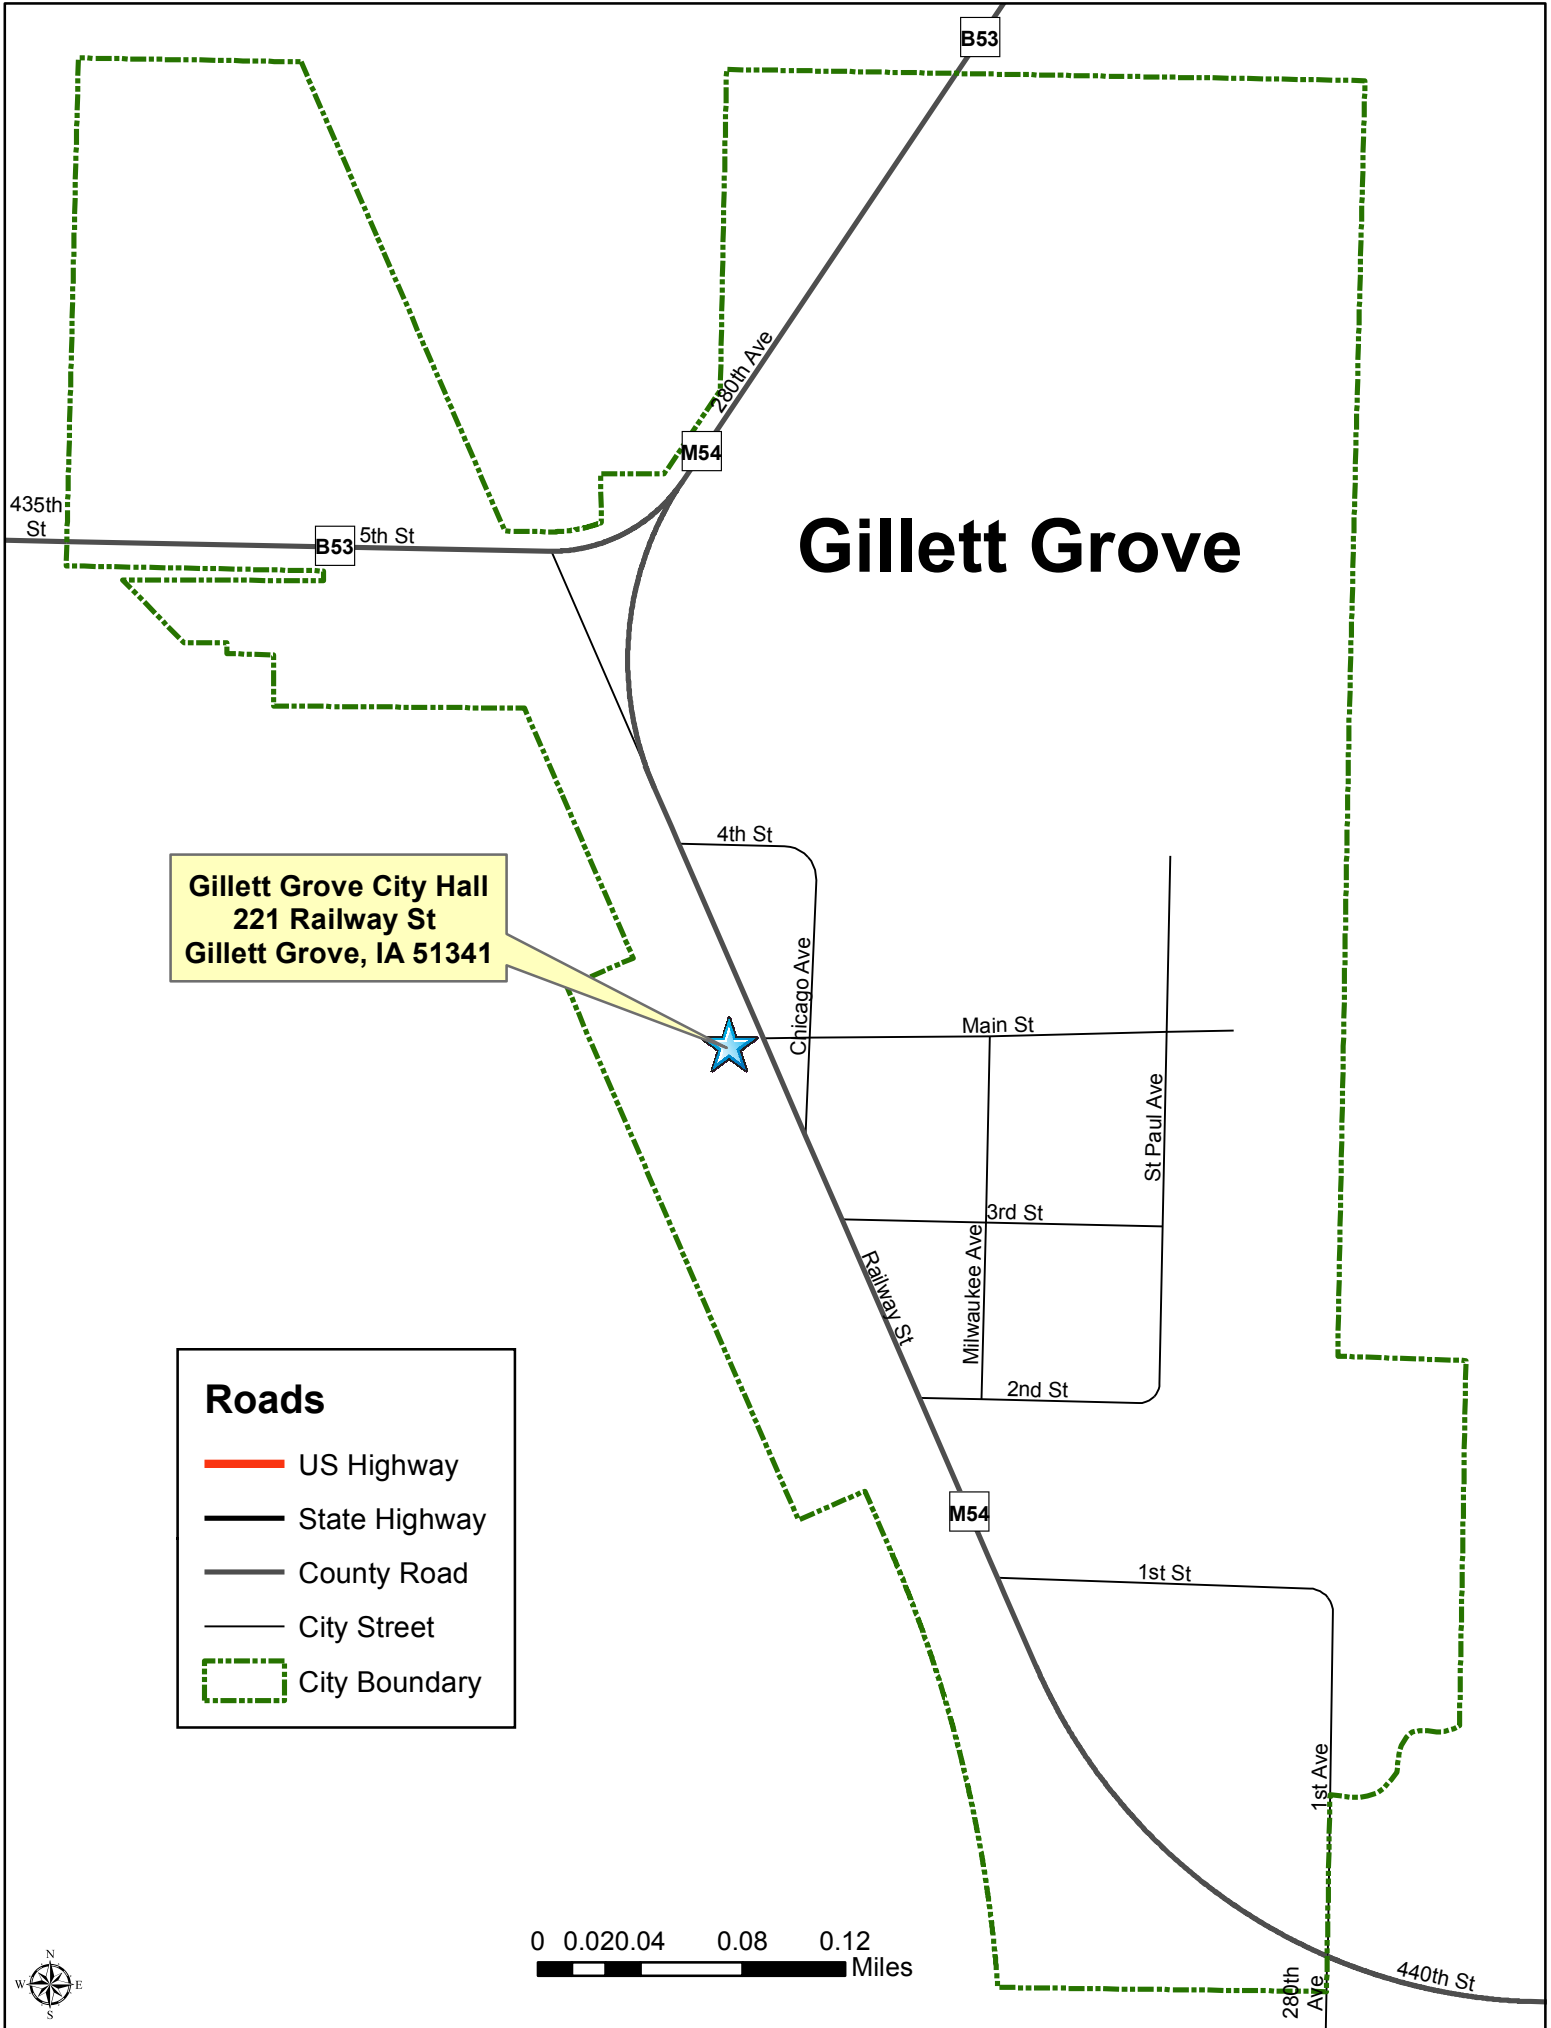 B53
280th Ave
M54
435th
St
B53
5th St
Gillett Grove
4th St
Gillett Grove City Hall
221 Railway St
Gillett Grove, IA 51341
Chicago Ave
Main St
St Paul Ave
3rd St
Milwaukee Ave
Railway St
2nd St
Roads
US Highway
State Highway
County Road
City Street
City Boundary
M54
1st St
1st Ave
0 0.02 0.04 0.08 0.12
Miles
N
W E
S
280th
Ave
440th St